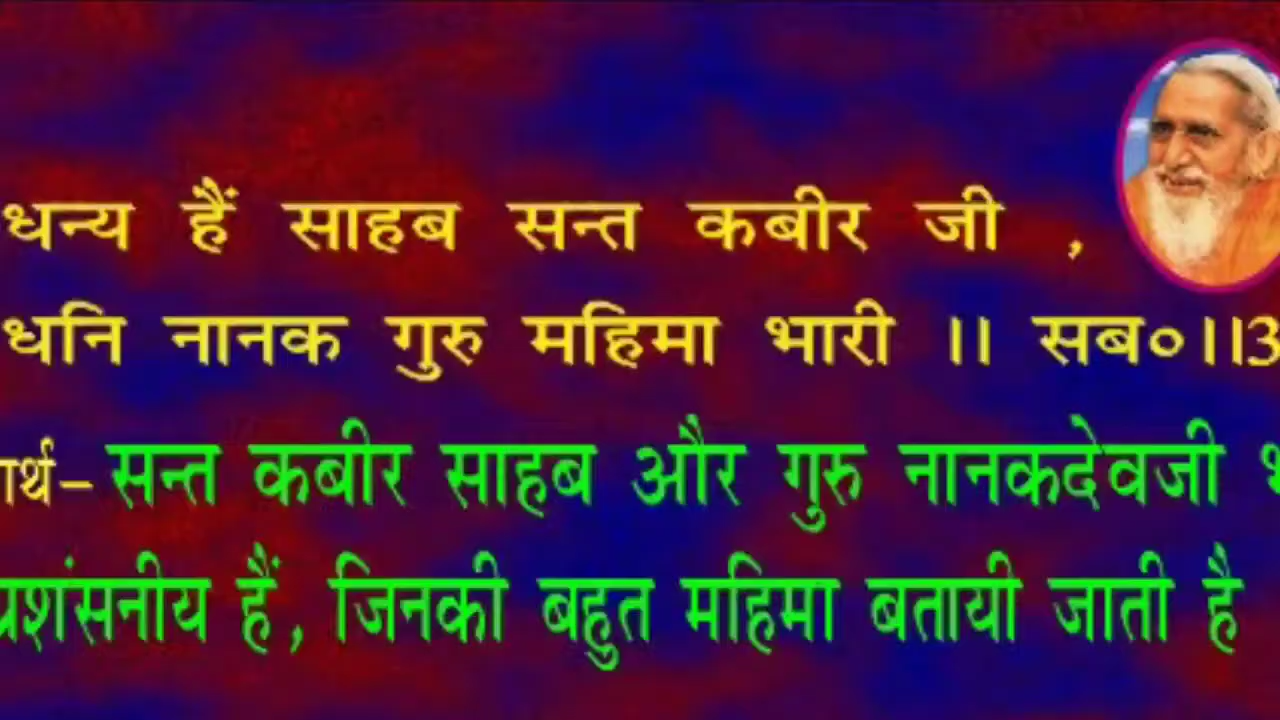 धन्य हैं साहब सन्त कबीर जी ,
धनि नानक गुरु महिमा भारी ।। सब०।।3
सन्त कबीर साहब और गुरु नानकदेवजी
प्रशंसनीय हैं, जिनकी बहुत महिमा बतायी जाती है